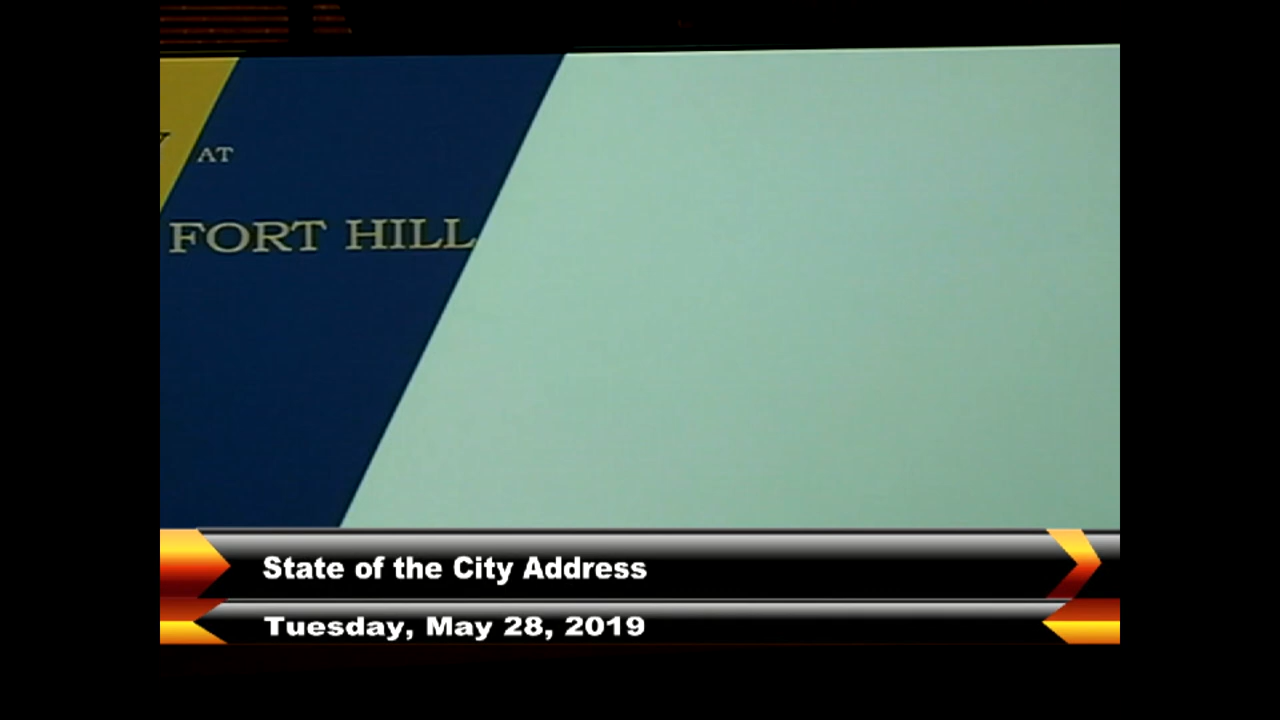 AT
FORT HILL
State of the City Address
Tuesday, May 28, 2019